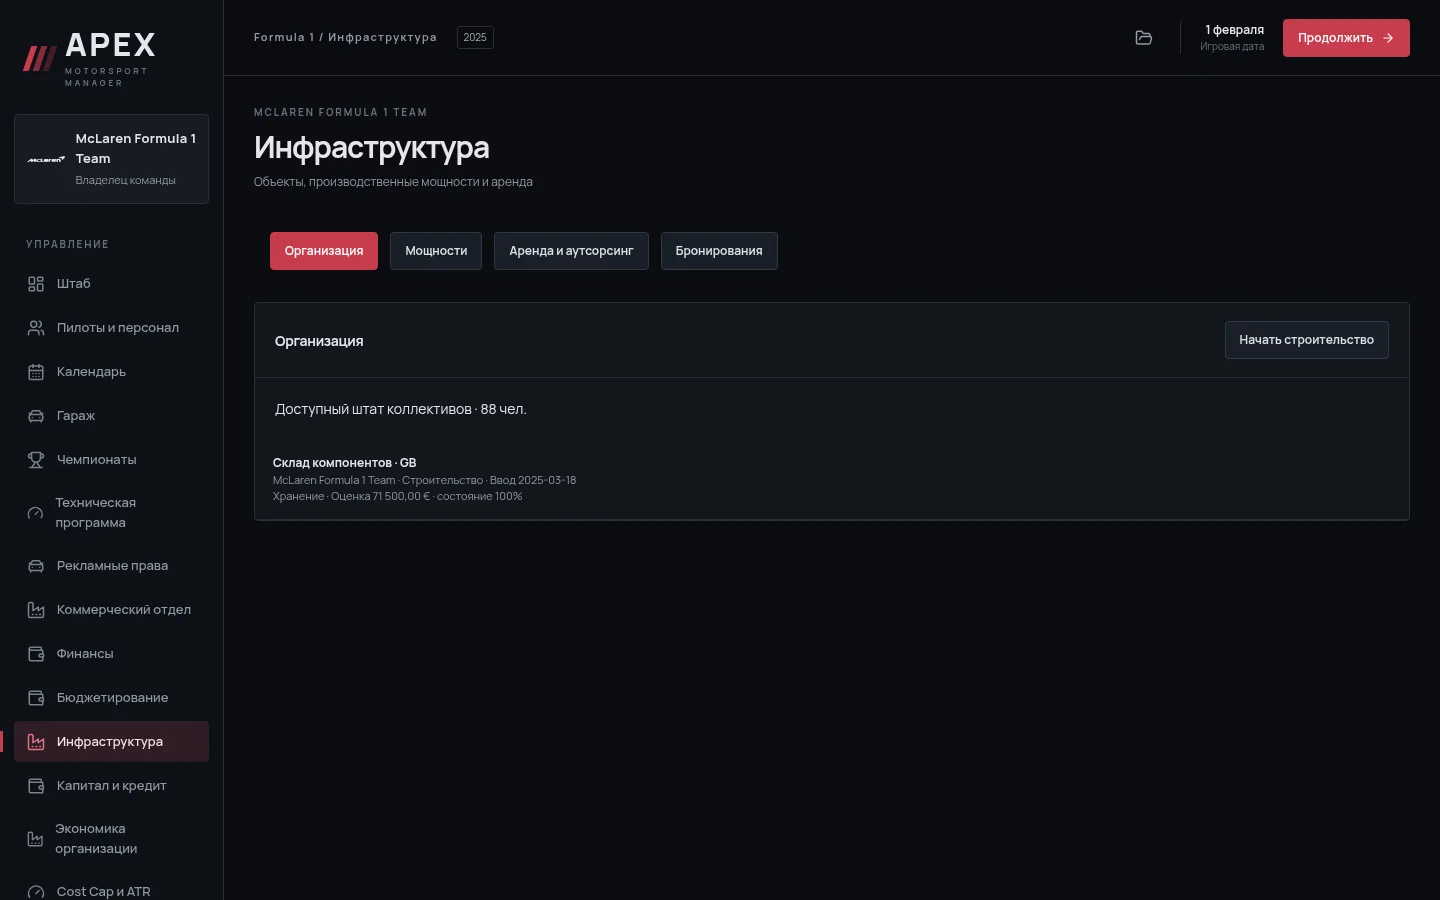 APEX
MOTORSPORT
MANAGER
McLaren
McLaren Formula 1
Team
Владелец команды
УПРАВЛЕНИЕ
Штаб
Пилоты и персонал
Календарь
Гараж
Чемпионаты
Техническая
программа
Рекламные права
Коммерческий отдел
Финансы
Бюджетирование
Инфраструктура
Капитал и кредит
Экономика
организации
Cost Cap и ATR
Formula 1 / Инфраструктура 2025
1 февраля
Игровая дата
Продолжить
MCLAREN FORMULA 1 TEAM
Инфраструктура
Объекты, производственные мощности и аренда
Организация Мощности Аренда и аутсорсинг Бронирования
Организация Начать строительство
Доступный штат коллективов · 88 чел.
Склад компонентов · GB
McLaren Formula 1 Team · Строительство · Ввод 2025-03-18
Хранение · Оценка 71 500,00 € · состояние 100%